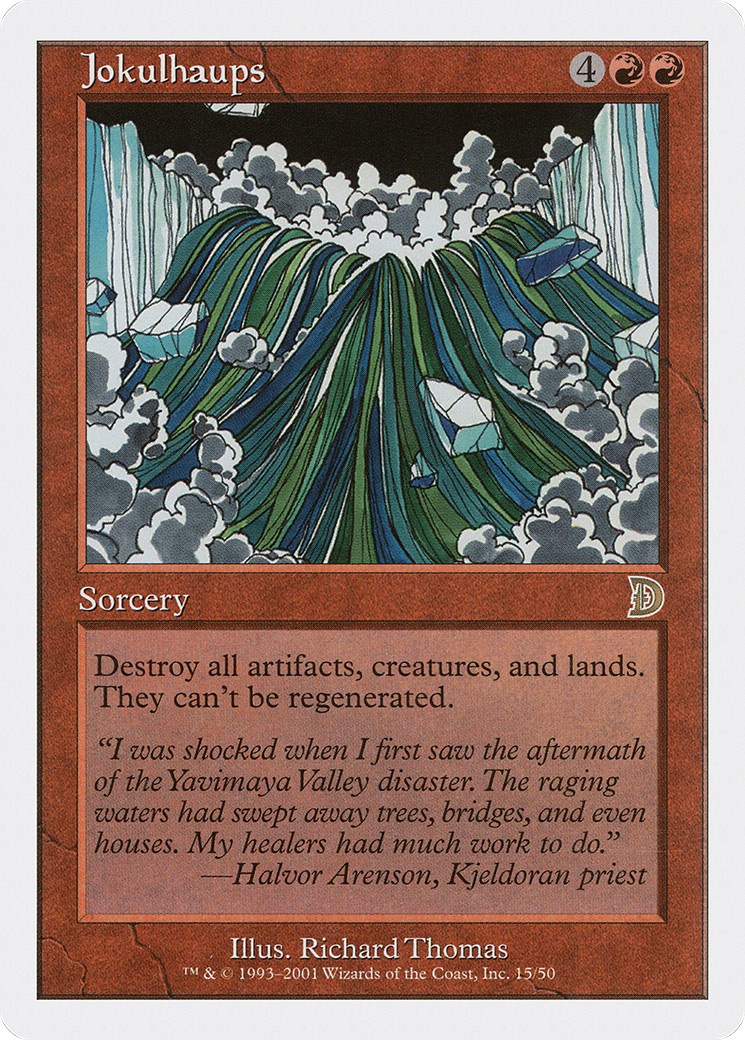 Jokulhaups
4
Sorcery
D
Destroy all artifacts, creatures, and lands.
They can't be regenerated.
“I was shocked when I first saw the aftermath
of the Yavimaya Valley disaster. The raging
waters had swept away trees, bridges, and even
houses. My healers had much work to do.”
—Halvor Arenson, Kjeldoran priest
Illus. Richard Thomas
™ & © 1993–2001 Wizards of the Coast, Inc. 15/50